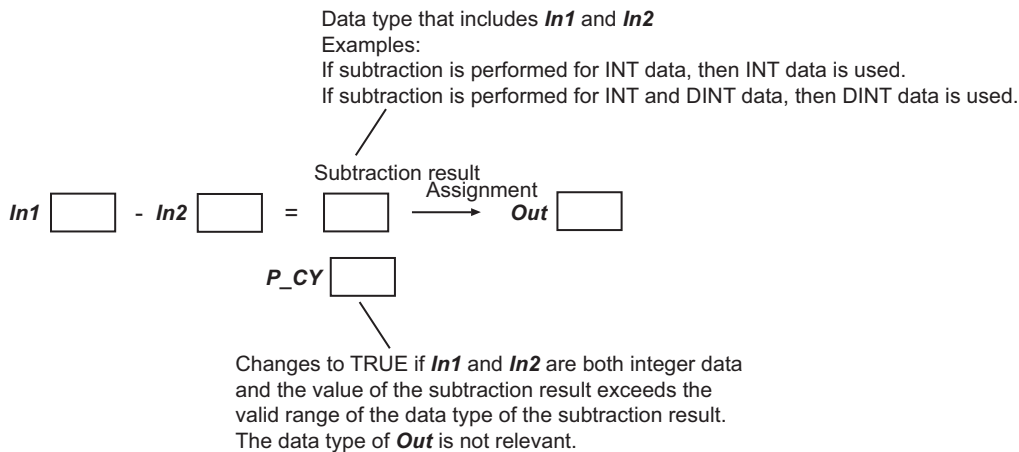 Data type that includes In1 and In2
Examples:
If subtraction is performed for INT data, then INT data is used.
If subtraction is performed for INT and DINT data, then DINT data is used.
Subtraction result
Assignment
In1 - In2 = Out
P_CY
Changes to TRUE if In1 and In2 are both integer data
and the value of the subtraction result exceeds the
valid range of the data type of the subtraction result.
The data type of Out is not relevant.